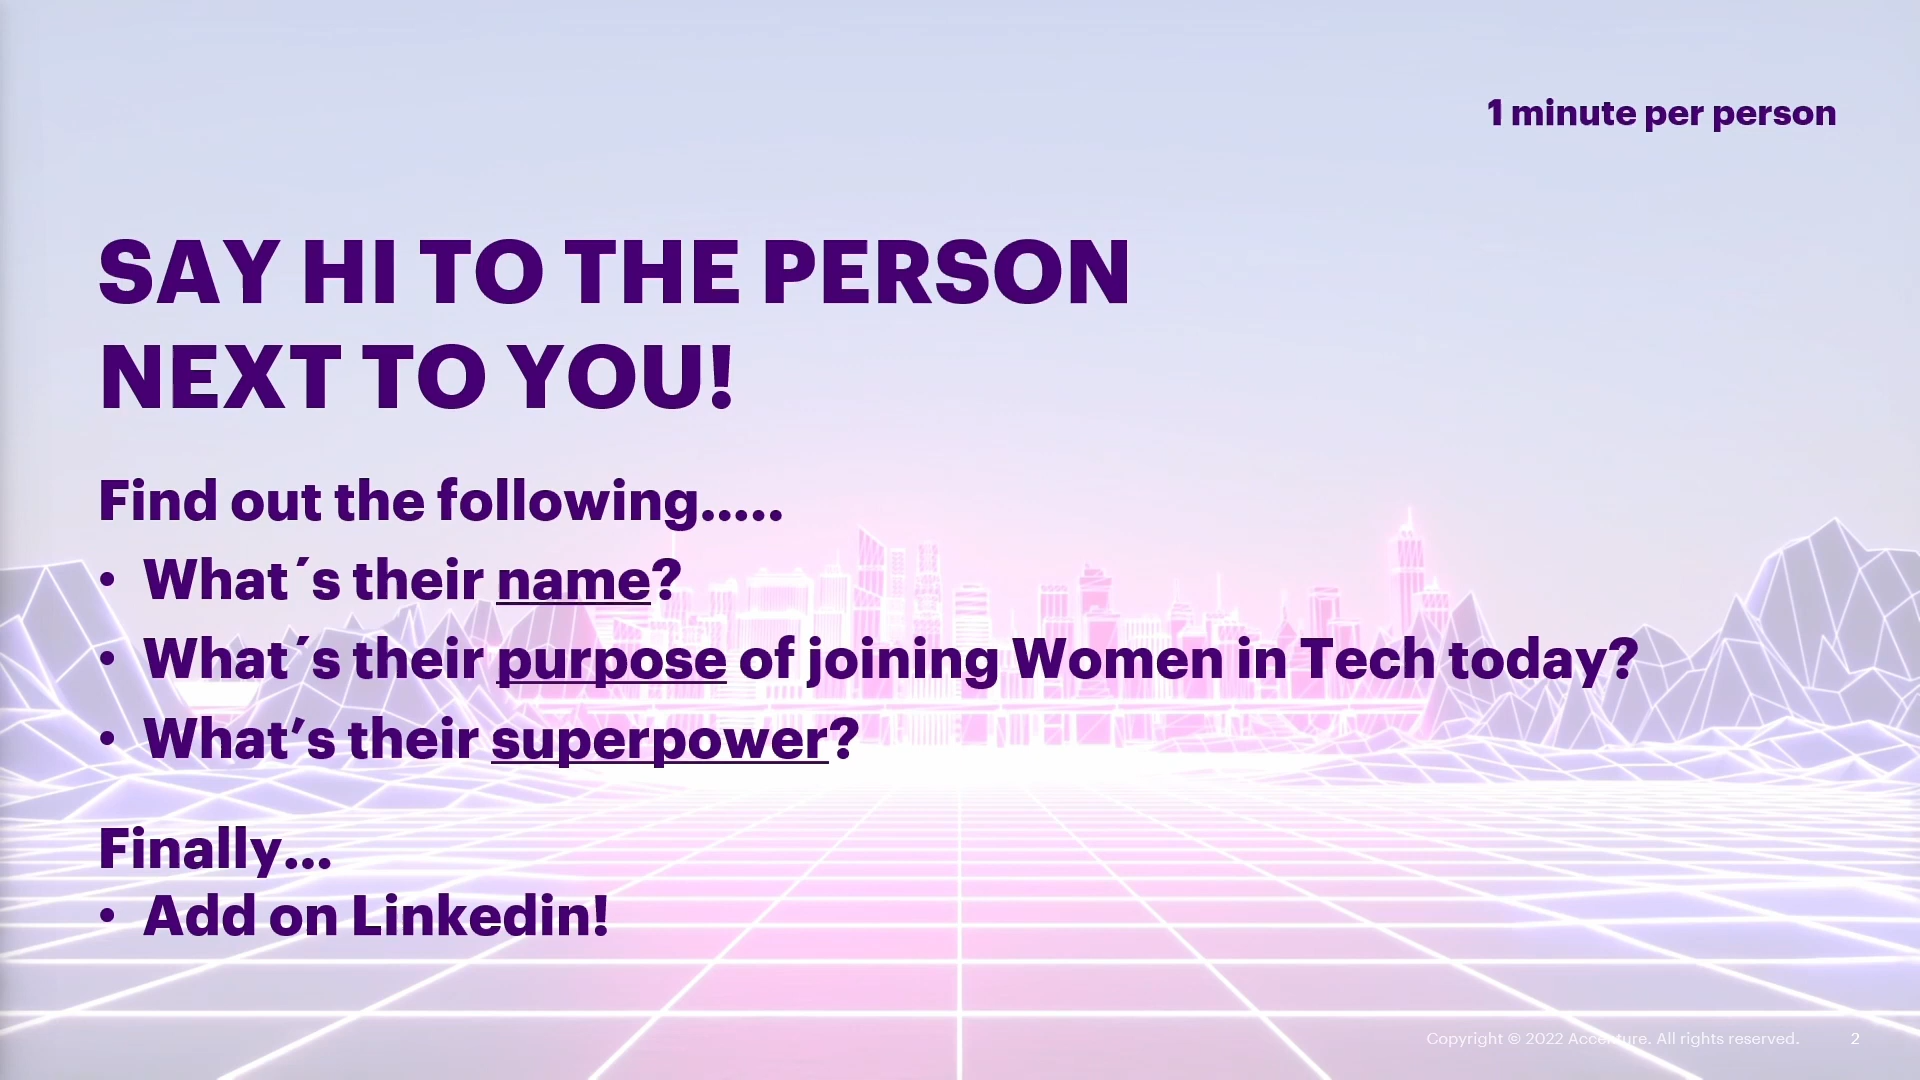 1 minute per person
SAY HI TO THE PERSON
NEXT TO YOU!
Find out the following.....
• What´s their name?
• What´s their purpose of joining Women in Tech today?
• What’s their superpower?
Finally...
• Add on Linkedin!
Copyright © 2022 Accenture. All rights reserved. 2